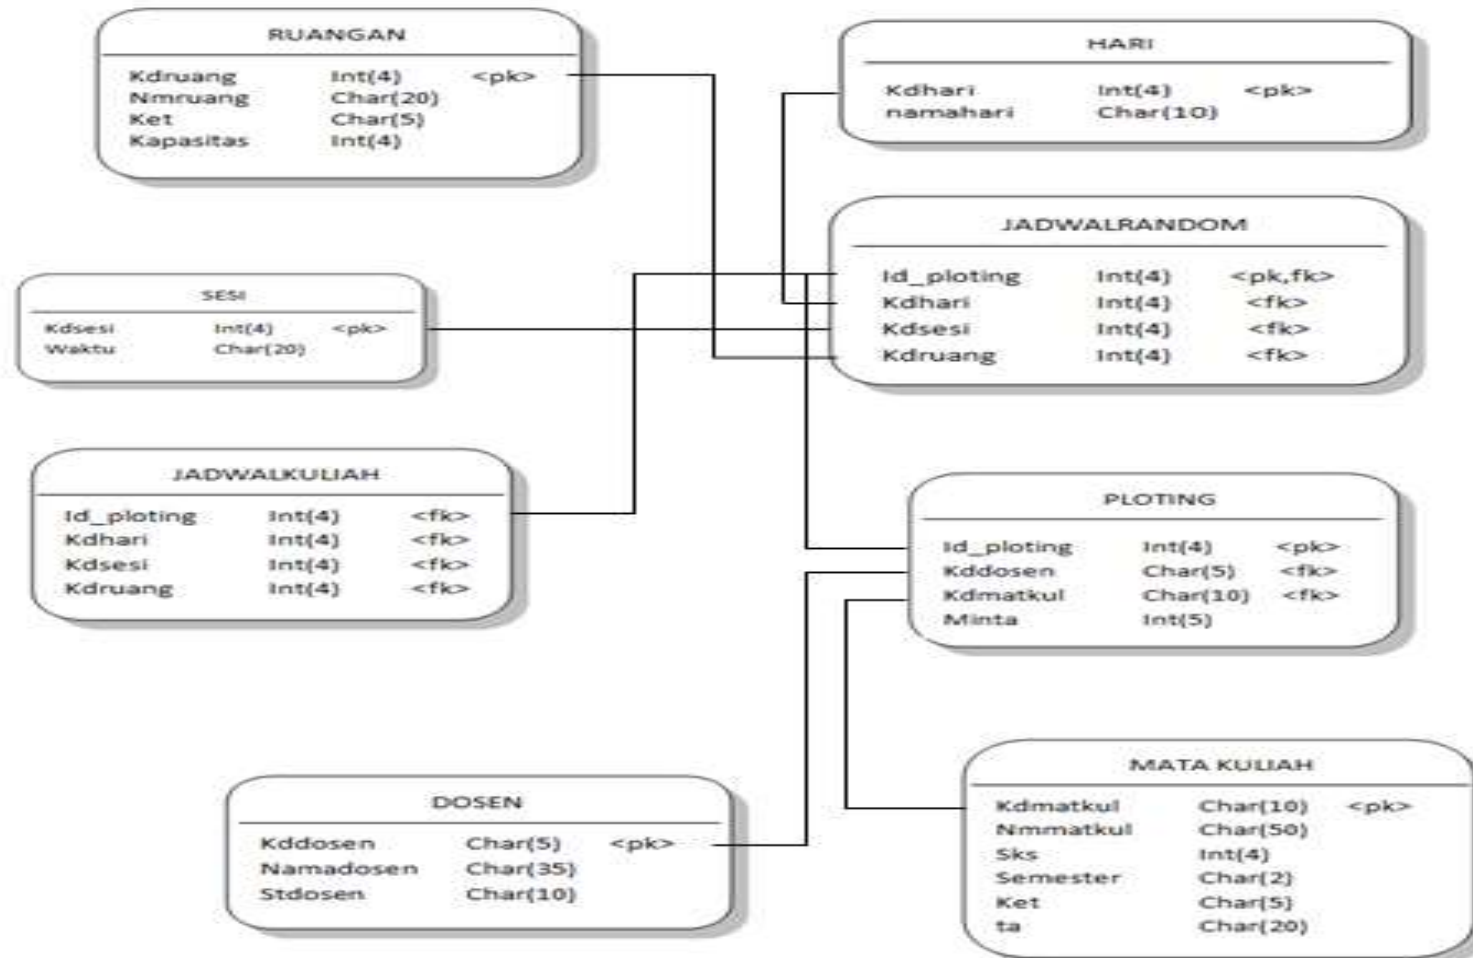 RUANGAN
Kdruang Int(4) <pk>
Nmruang Char(20)
Ket Char(5)
Kapasitas Int(4)
HARI
Kdhari Int(4) <pk>
namahari Char(10)
JADWALRANDOM
Id_ploting Int(4) <pk,fk>
Kdhari Int(4) <fk>
Kdsesi Int(4) <fk>
Kdruang Int(4) <fk>
SESI
Kdsesi Int(4) <pk>
Waktu Char(20)
JADWALKULIAH
Id_ploting Int(4) <fk>
Kdhari Int(4) <fk>
Kdsesi Int(4) <fk>
Kdruang Int(4) <fk>
PLOTING
Id_ploting Int(4) <pk>
Kddosen Char(5) <fk>
Kdmatkul Char(10) <fk>
Minta Int(5)
DOSEN
Kddosen Char(5) <pk>
Namadosen Char(35)
Stdosen Char(10)
MATA KULIAH
Kdmatkul Char(10) <pk>
Nmmatkul Char(50)
Sks Int(4)
Semester Char(2)
Ket Char(5)
ta Char(20)